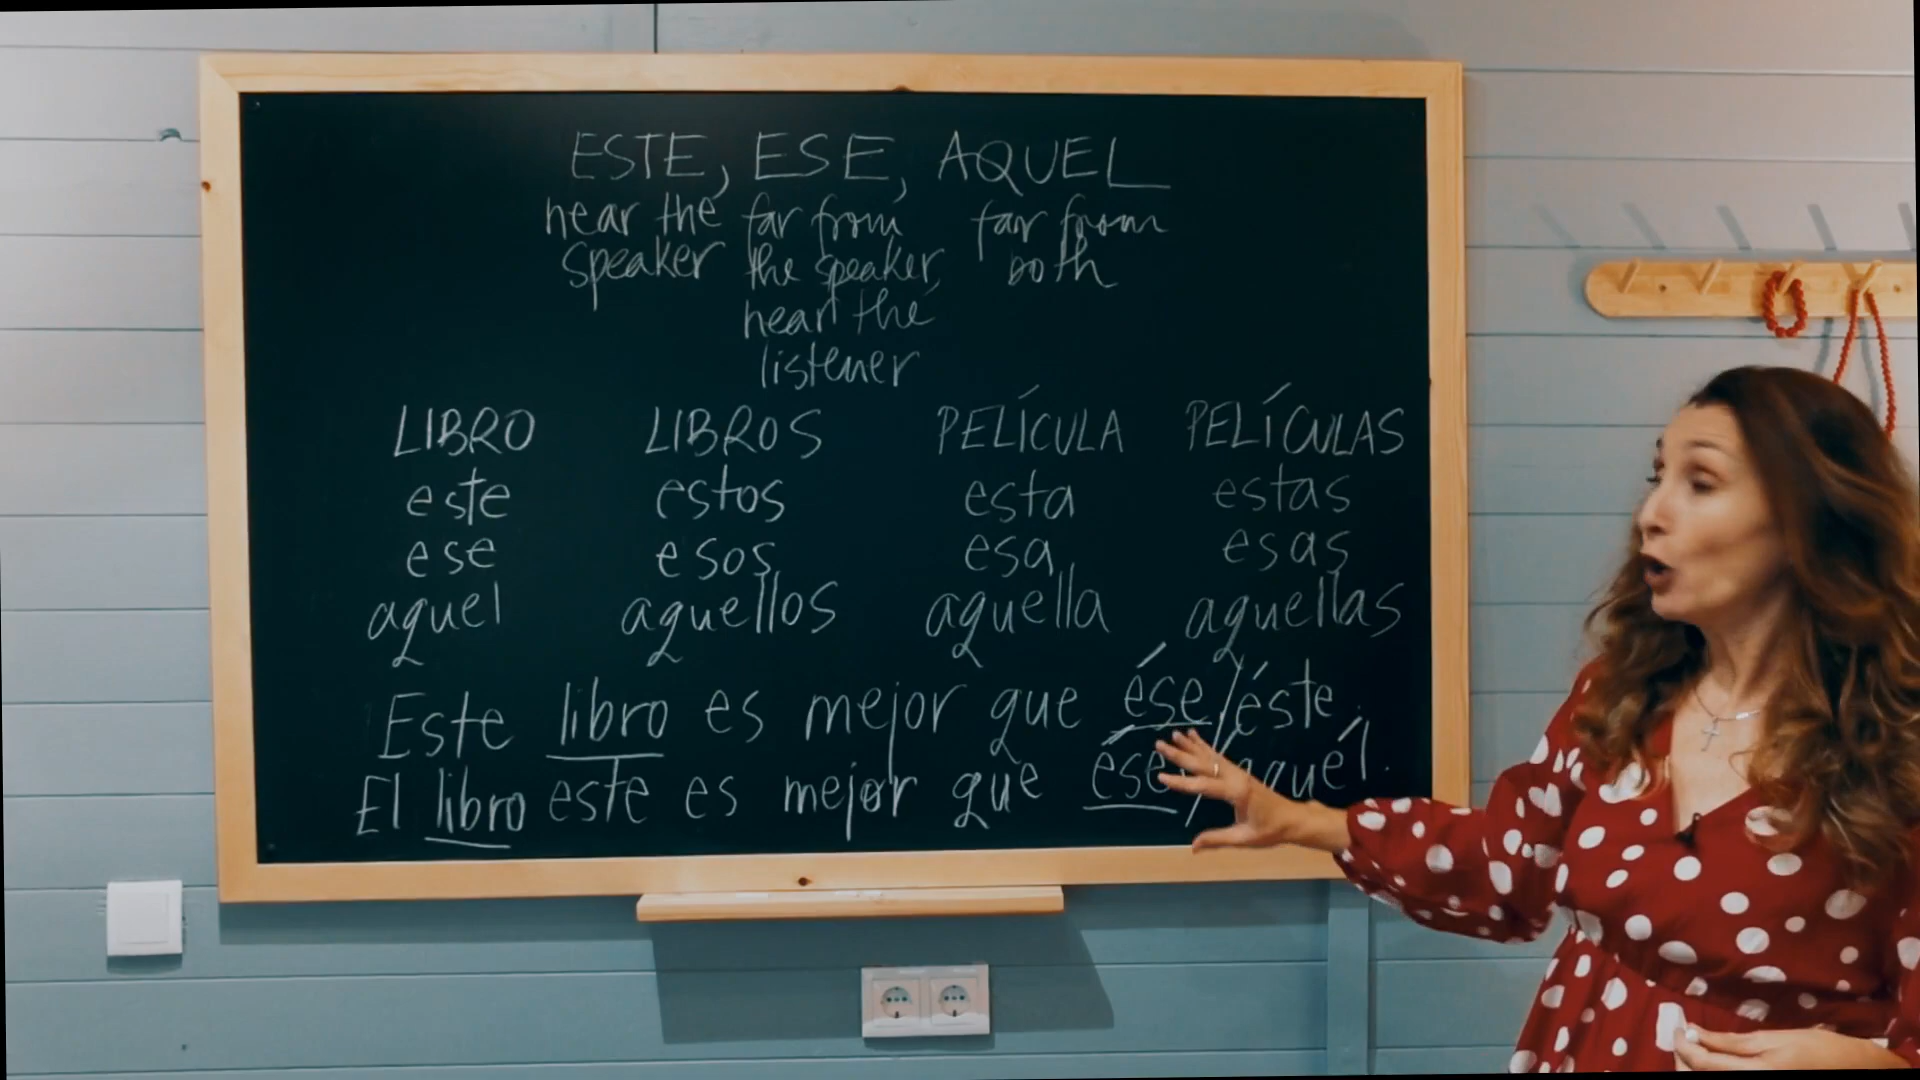 ESTE, ESE, AQUEL
near the far from far from
speaker the speaker, both
near the
listener
LIBRO LIBROS PELÍCULA PELÍCULAS
este estos esta estas
ese esos esa esas
aquel aquellos aquella aquellas
Este libro es mejor que ése/éste.
El libro este es mejor que ése/aquél.